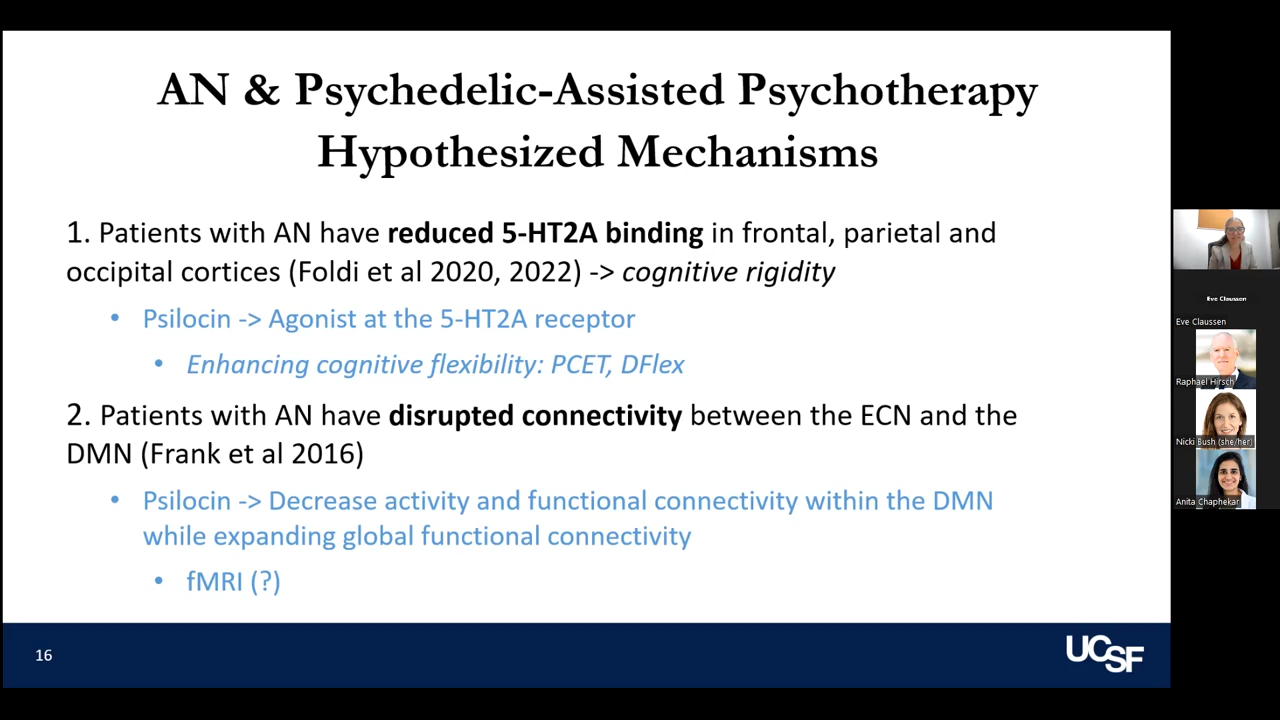 AN & Psychedelic-Assisted Psychotherapy
Hypothesized Mechanisms
1. Patients with AN have reduced 5-HT2A binding in frontal, parietal and
occipital cortices (Foldi et al 2020, 2022) -> cognitive rigidity
• Psilocin -> Agonist at the 5-HT2A receptor
• Enhancing cognitive flexibility: PCET, DFlex
2. Patients with AN have disrupted connectivity between the ECN and the
DMN (Frank et al 2016)
• Psilocin -> Decrease activity and functional connectivity within the DMN
while expanding global functional connectivity
• fMRI (?)
16
UCSF
Eve Claussen
Eve Claussen
Raphael Hirsch
Nicki Bush (she/her)
Anita Chaphekar